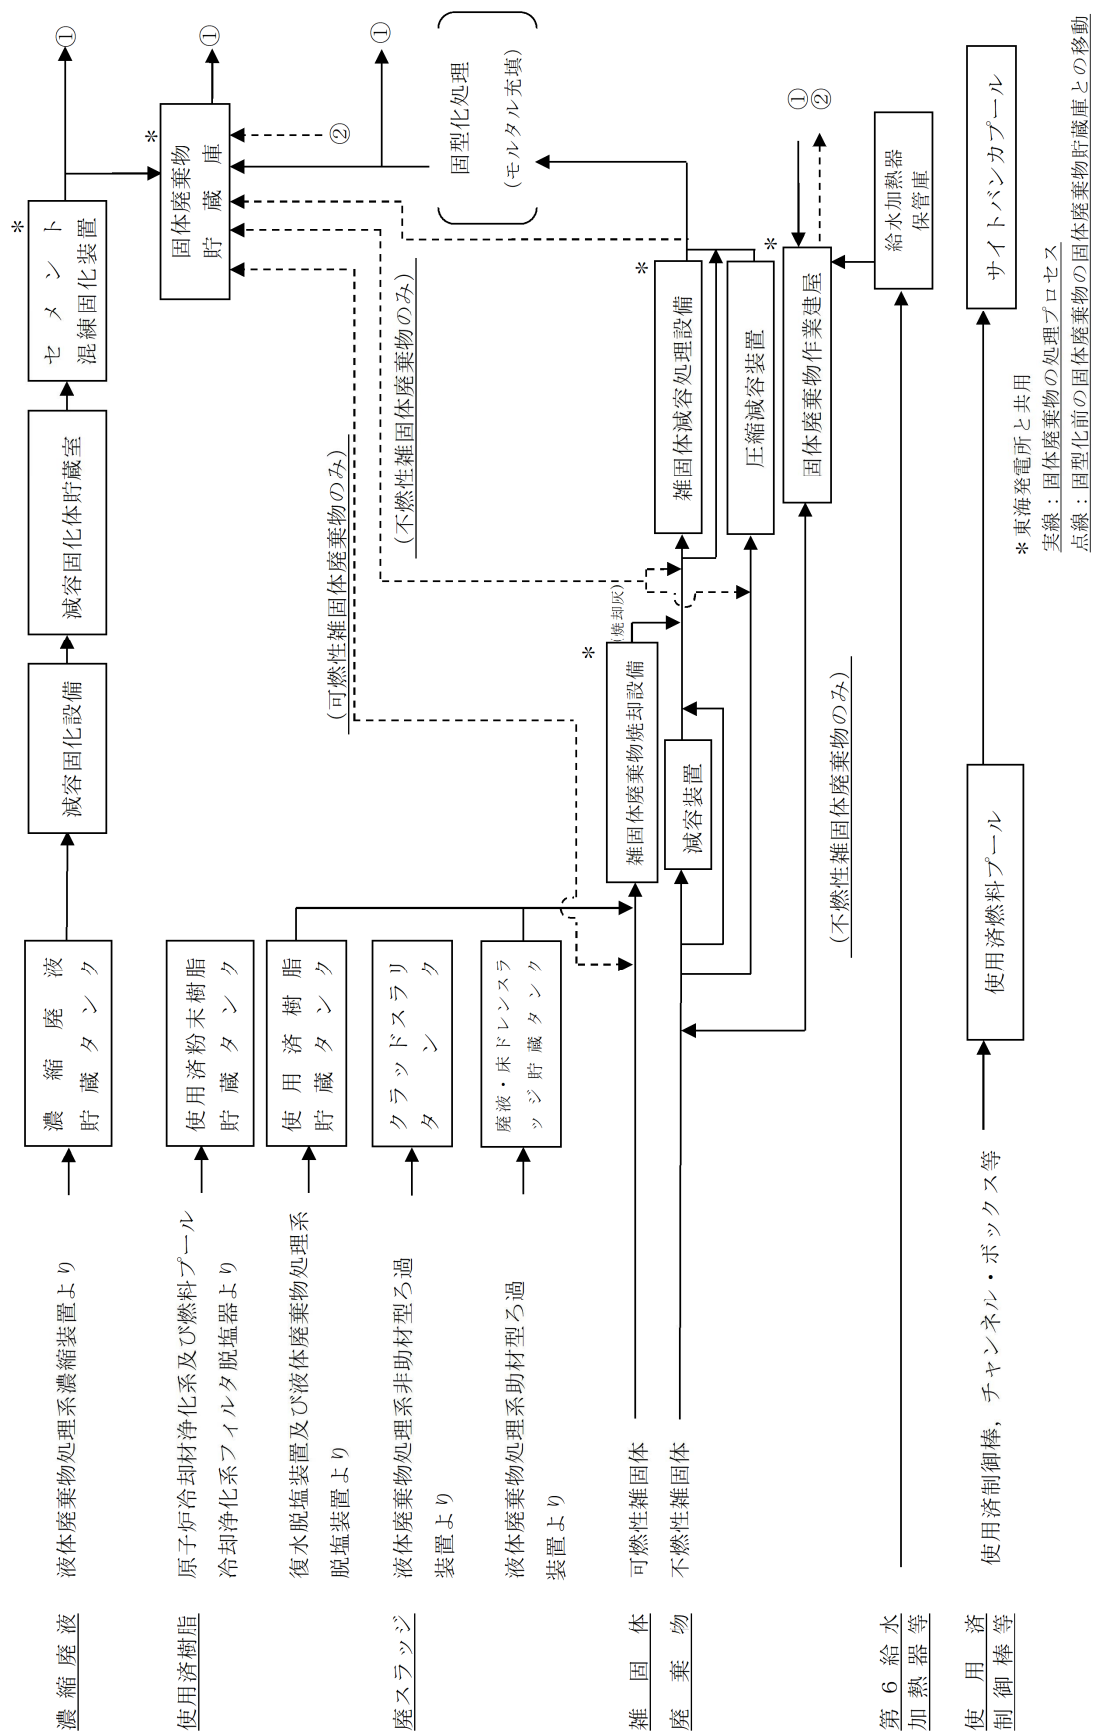 濃縮廃液
液体廃棄物処理系濃縮装置より
濃縮廃液
貯蔵タンク
減容固化設備
減容固化体貯蔵室
＊
セメント
混練固化装置
①
使用済樹脂
原子炉冷却材浄化系及び燃料プール
冷却浄化系フィルタ脱塩器より
使用済粉末樹脂
貯蔵タンク
＊
固体廃棄物
貯蔵庫
①
②
復水脱塩装置及び液体廃棄物処理系
脱塩装置より
使用済樹脂
貯蔵タンク
(可燃性雑固体廃棄物のみ)
廃スラッジ
液体廃棄物処理系非助材型ろ過
装置より
クラッドスラリ
タンク
(不燃性雑固体廃棄物のみ)
①
固型化処理
(モルタル充填)
液体廃棄物処理系助材型ろ過
装置より
廃液・床ドレンスラ
ッジ貯蔵タンク
雑固体
廃棄物
可燃性雑固体
不燃性雑固体
＊
雑固体廃棄物焼却設備
(焼却灰)
減容装置
＊
雑固体減容処理設備
圧縮減容装置
＊
固体廃棄物作業建屋
①
②
(不燃性雑固体廃棄物のみ)
第６給水
加熱器等
給水加熱器
保管庫
使用済
制御棒等
使用済制御棒，チャンネル・ボックス等
使用済燃料プール
サイトバンカプール
＊東海発電所と共用
実線：固体廃棄物の処理プロセス
点線：固型化前の固体廃棄物の固体廃棄物貯蔵庫との移動